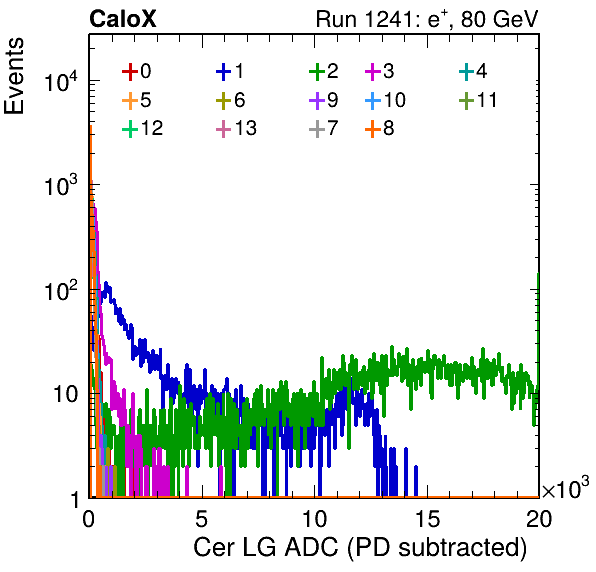 CaloX Run 1241: e⁺, 80 GeV
Events
0 1 2 3 4
5 6 9 10 11
12 13 7 8
10⁴
10³
10²
10
1
0 5 10 15 20
×10³
Cer LG ADC (PD subtracted)